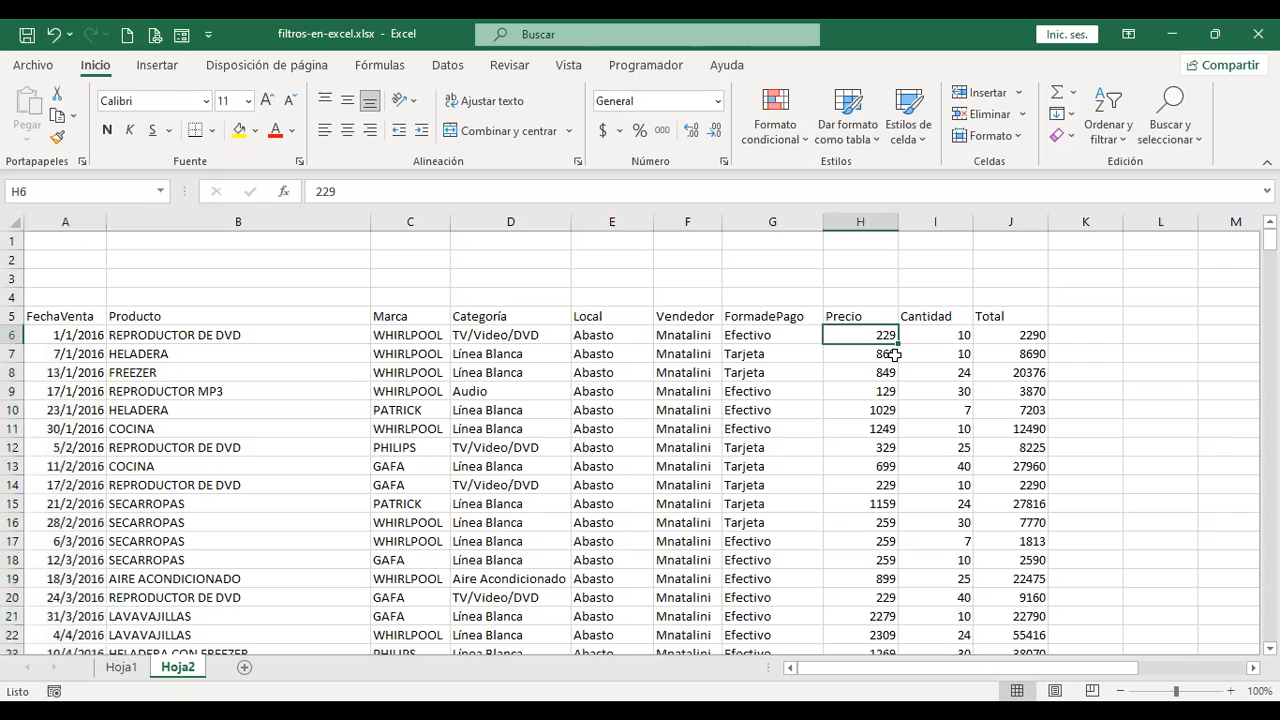 filtros-en-excel.xlsx - Excel
Buscar
Inic. ses.
Archivo Inicio Insertar Disposición de página Fórmulas Datos Revisar Vista Programador Ayuda Compartir
Calibri 11 Ajustar texto General Insertar
Pegar N K S A Combinar y centrar $ % 000 Formato condicional Dar formato como tabla Estilos de celda Eliminar Formato Ordenar y filtrar Buscar y seleccionar
Portapapeles Fuente Alineación Número Estilos Celdas Edición
H6 fx 229
A B C D E F G H I J K L M
1
2
3
4
5 FechaVenta Producto Marca Categoría Local Vendedor FormadePago Precio Cantidad Total
6 1/1/2016 REPRODUCTOR DE DVD WHIRLPOOL TV/Video/DVD Abasto Mnatalini Efectivo 229 10 2290
7 7/1/2016 HELADERA WHIRLPOOL Línea Blanca Abasto Mnatalini Tarjeta 10 8690
8 13/1/2016 FREEZER WHIRLPOOL Línea Blanca Abasto Mnatalini Tarjeta 849 24 20376
9 17/1/2016 REPRODUCTOR MP3 WHIRLPOOL Audio Abasto Mnatalini Efectivo 129 30 3870
10 23/1/2016 HELADERA PATRICK Línea Blanca Abasto Mnatalini Efectivo 1029 7 7203
11 30/1/2016 COCINA WHIRLPOOL Línea Blanca Abasto Mnatalini Efectivo 1249 10 12490
12 5/2/2016 REPRODUCTOR DE DVD PHILIPS TV/Video/DVD Abasto Mnatalini Tarjeta 329 25 8225
13 11/2/2016 COCINA GAFA Línea Blanca Abasto Mnatalini Tarjeta 699 40 27960
14 17/2/2016 REPRODUCTOR DE DVD GAFA TV/Video/DVD Abasto Mnatalini Tarjeta 229 10 2290
15 21/2/2016 SECARROPAS PATRICK Línea Blanca Abasto Mnatalini Tarjeta 1159 24 27816
16 28/2/2016 SECARROPAS WHIRLPOOL Línea Blanca Abasto Mnatalini Tarjeta 259 30 7770
17 6/3/2016 SECARROPAS WHIRLPOOL Línea Blanca Abasto Mnatalini Efectivo 259 7 1813
18 12/3/2016 SECARROPAS GAFA Línea Blanca Abasto Mnatalini Efectivo 259 10 2590
19 18/3/2016 AIRE ACONDICIONADO WHIRLPOOL Aire Acondicionado Abasto Mnatalini Efectivo 899 25 22475
20 24/3/2016 REPRODUCTOR DE DVD GAFA TV/Video/DVD Abasto Mnatalini Efectivo 229 40 9160
21 31/3/2016 LAVAVAJILLAS GAFA Línea Blanca Abasto Mnatalini Efectivo 2279 10 22790
22 4/4/2016 LAVAVAJILLAS WHIRLPOOL Línea Blanca Abasto Mnatalini Efectivo 2309 24 55416
Hoja1 Hoja2
Listo 100%